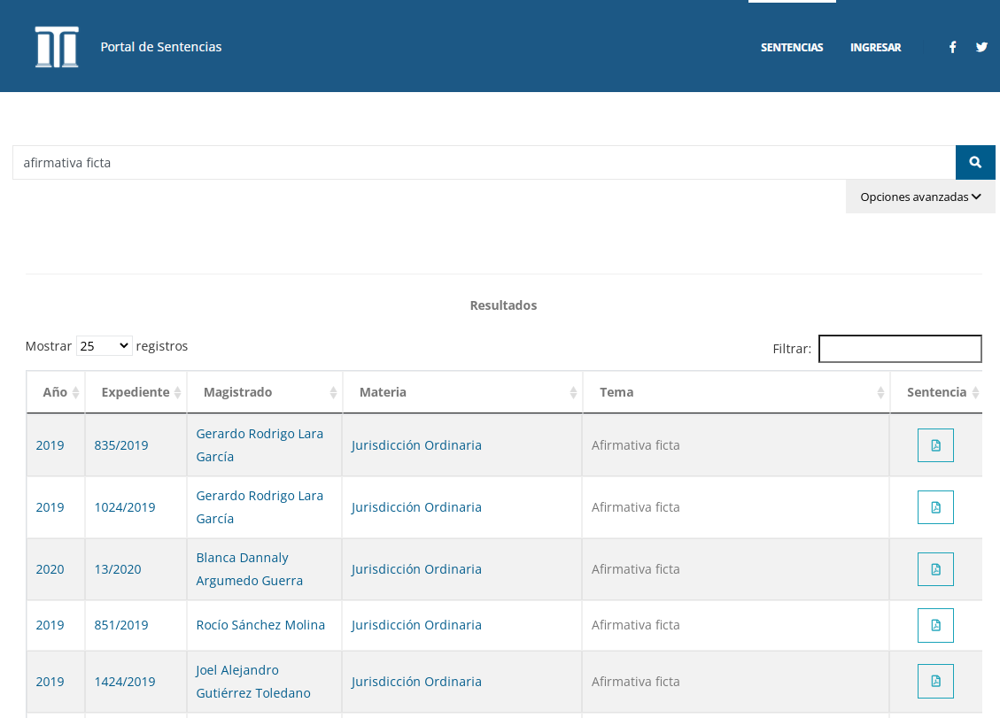 Portal de Sentencias
SENTENCIAS INGRESAR
afirmativa ficta
Opciones avanzadas
Resultados
Mostrar 25 registros
Filtrar:
Año Expediente Magistrado Materia Tema Sentencia
2019 835/2019 Gerardo Rodrigo Lara García Jurisdicción Ordinaria Afirmativa ficta
2019 1024/2019 Gerardo Rodrigo Lara García Jurisdicción Ordinaria Afirmativa ficta
2020 13/2020 Blanca Dannaly Argumedo Guerra Jurisdicción Ordinaria Afirmativa ficta
2019 851/2019 Rocío Sánchez Molina Jurisdicción Ordinaria Afirmativa ficta
2019 1424/2019 Joel Alejandro Gutiérrez Toledano Jurisdicción Ordinaria Afirmativa ficta